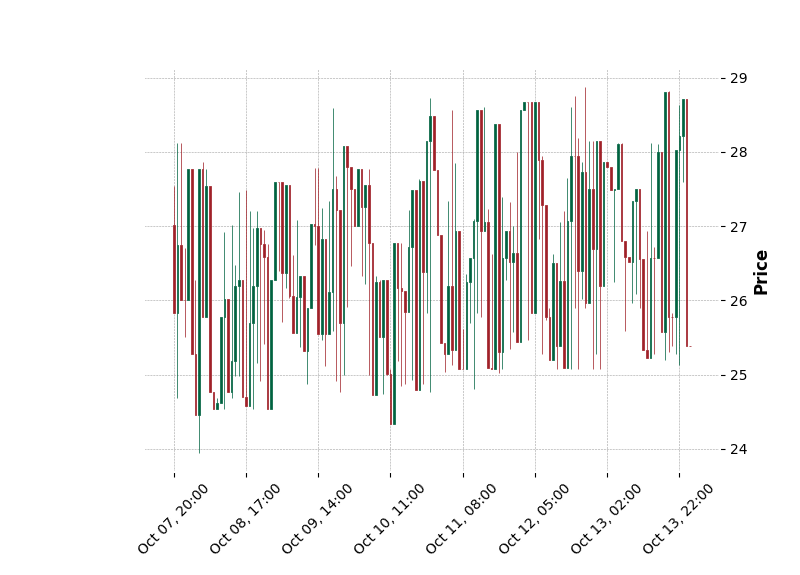 29
28
27
26
25
24
Price
Oct 07, 20:00
Oct 08, 17:00
Oct 09, 14:00
Oct 10, 11:00
Oct 11, 08:00
Oct 12, 05:00
Oct 13, 02:00
Oct 13, 22:00